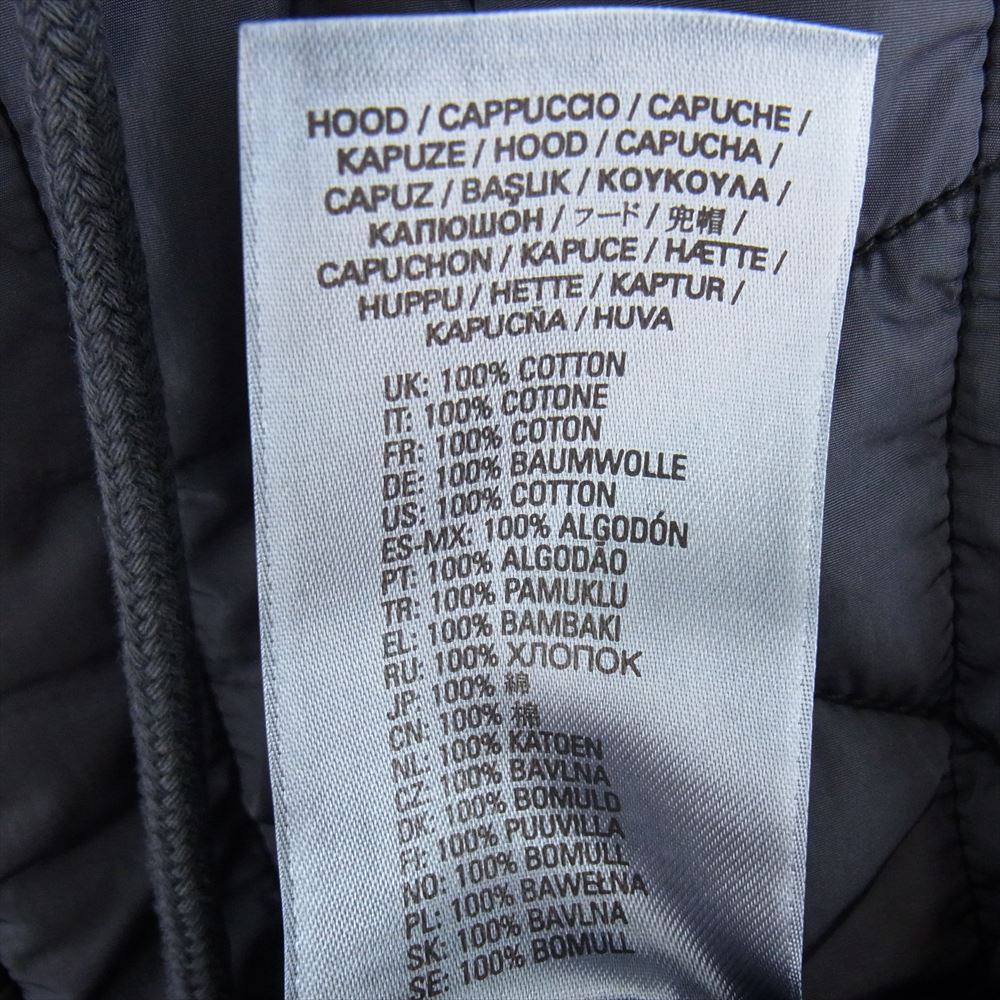 HOOD / CAPPUCCIO / CAPUCHE /
KAPUZE / HOOD / CAPUCHA /
CAPUZ / BAŞLIK / ΚΟΥΚΟΥΛΑ /
КАПЮШОН / フード / 兜帽 /
CAPUCHON / KAPUCE / HÆTTE /
HUPPU / HETTE / KAPTUR /
KAPUCŇA / HUVA
UK: 100% COTTON
IT: 100% COTONE
FR: 100% COTON
DE: 100% BAUMWOLLE
US: 100% COTTON
ES-MX: 100% ALGODÓN
PT: 100% ALGODÃO
TR: 100% PAMUKLU
EL: 100% ΒΑΜΒΑΚΙ
RU: 100% ХЛОПОК
JP: 100% 綿
CN: 100% 棉
NL: 100% KATOEN
CZ: 100% BAVLNA
DK: 100% BOMULD
FI: 100% PUUVILLA
NO: 100% BOMULL
PL: 100% BAWEŁNA
SK: 100% BAVLNA
SE: 100% BOMULL